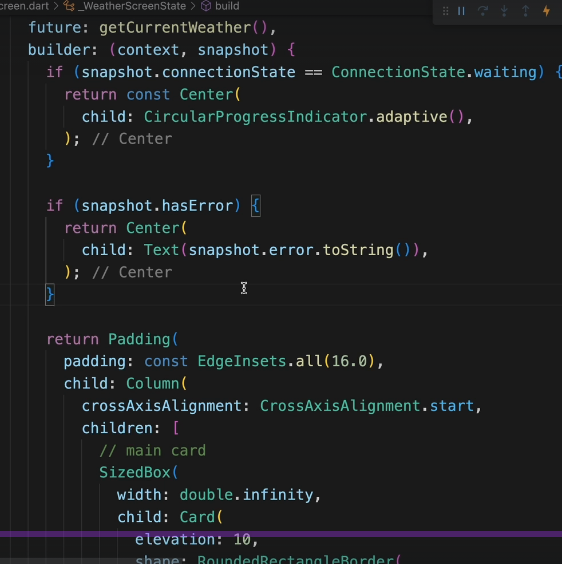 creen.dart > _WeatherScreenState > build
future: getCurrentWeather(),
builder: (context, snapshot) {
if (snapshot.connectionState == ConnectionState.waiting) {
return const Center(
child: CircularProgressIndicator.adaptive(),
); // Center
}
if (snapshot.hasError) {
return Center(
child: Text(snapshot.error.toString()),
); // Center
}
return Padding(
padding: const EdgeInsets.all(16.0),
child: Column(
crossAxisAlignment: CrossAxisAlignment.start,
children: [
// main card
SizedBox(
width: double.infinity,
child: Card(
elevation: 10,
shape: RoundedRectangleBorder(